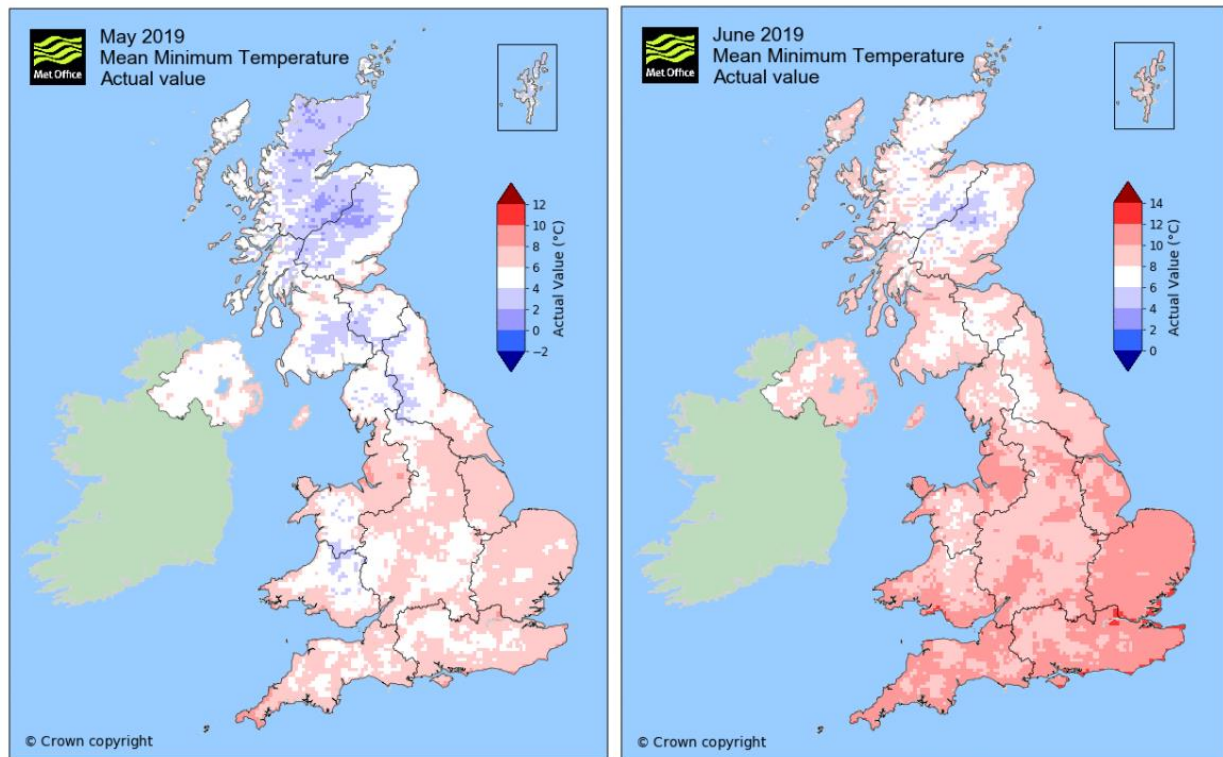 May 2019
Mean Minimum Temperature
Actual value
Met Office
12
10
8
6
4
2
0
−2
Actual Value (°C)
© Crown copyright
June 2019
Mean Minimum Temperature
Actual value
Met Office
14
12
10
8
6
4
2
0
Actual Value (°C)
© Crown copyright